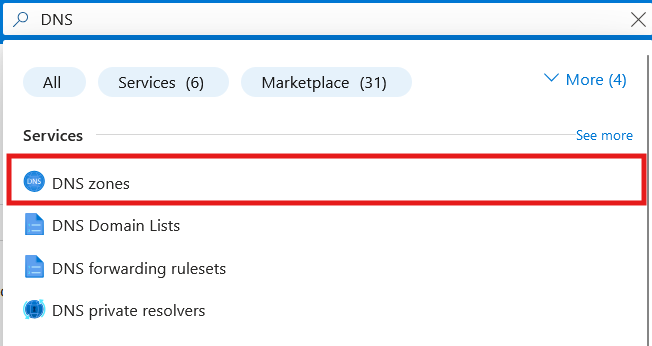 DNS
All Services (6) Marketplace (31) More (4)
Services See more
DNS DNS zones
DNS Domain Lists
DNS forwarding rulesets
DNS private resolvers